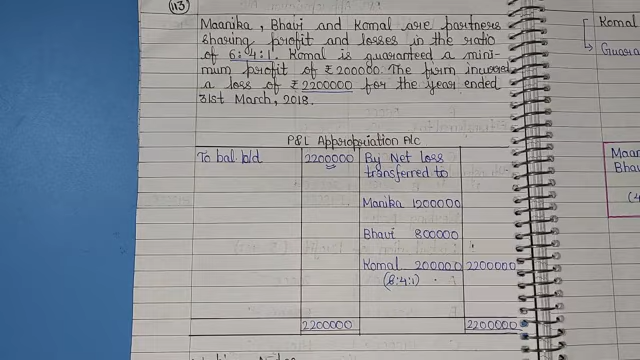 113
Maanika, Bhavi and Komal are partners
sharing profit and losses in the ratio
of 6:4:1. Komal is guaranteed a mini-
mum profit of ₹200000. The firm incurred
a loss of ₹2200000 for the year ended
31st March, 2018.
P&L Appropriation A/c
To bal. b/d 2200000 By Net loss
transferred to
Manika 1200000
Bhavi 800000
Komal 200000 2200000
(6:4:1)
2200000 2200000
Komal
Guara
Maan
Bhavi
(4